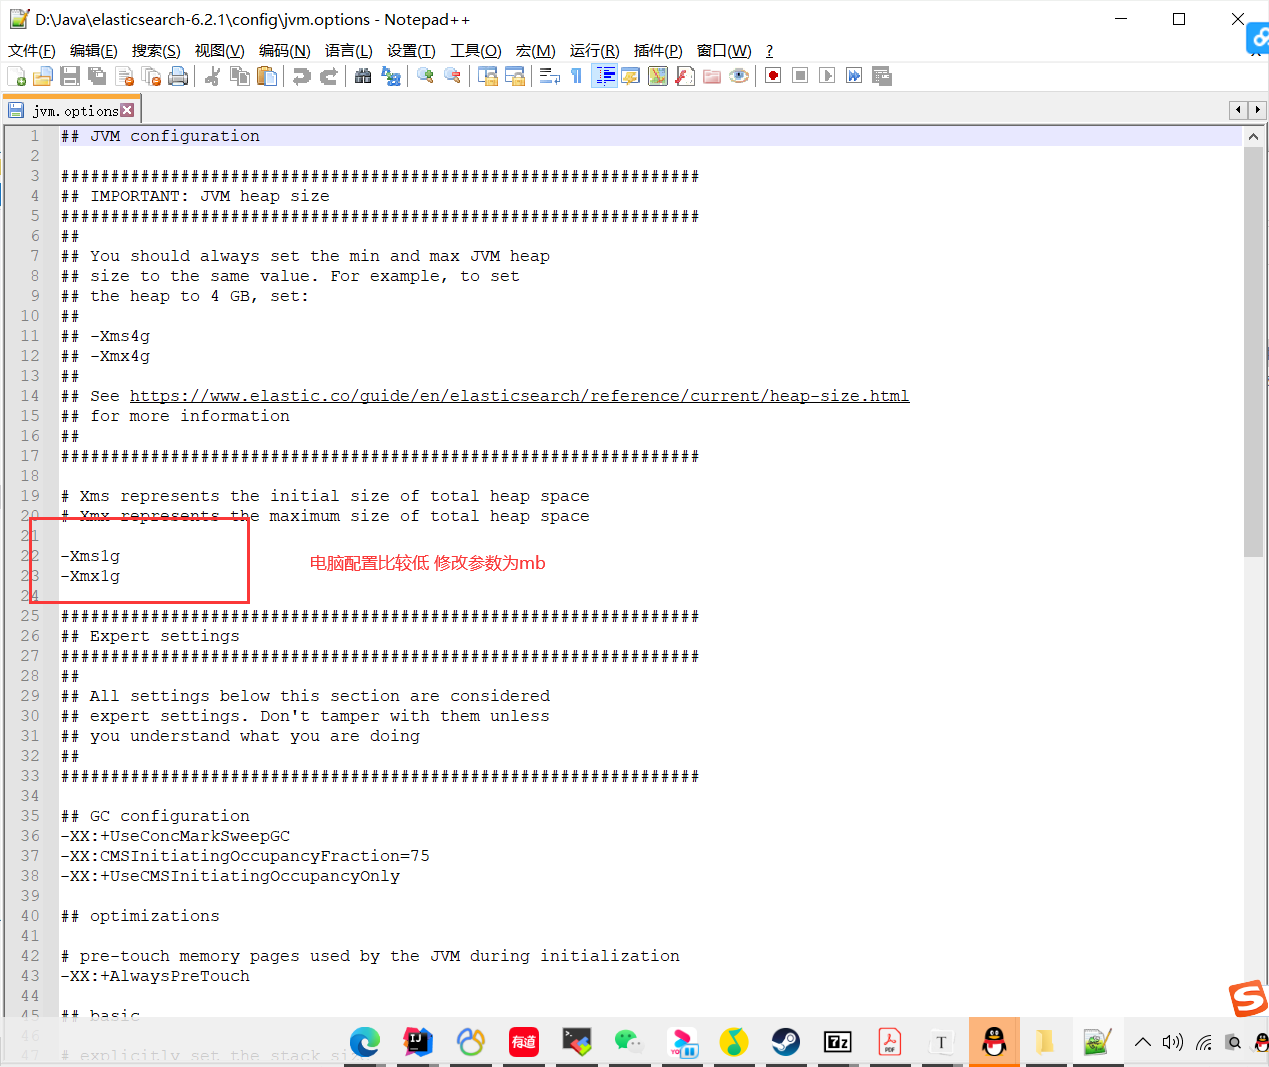 D:\Java\elasticsearch-6.2.1\config\jvm.options - Notepad++
文件(F) 编辑(E) 搜索(S) 视图(V) 编码(N) 语言(L) 设置(T) 工具(O) 宏(M) 运行(R) 插件(P) 窗口(W) ?
jvm.options
1 ## JVM configuration
2
3 ################################################################
4 ## IMPORTANT: JVM heap size
5 ################################################################
6 ##
7 ## You should always set the min and max JVM heap
8 ## size to the same value. For example, to set
9 ## the heap to 4 GB, set:
10 ##
11 ## -Xms4g
12 ## -Xmx4g
13 ##
14 ## See https://www.elastic.co/guide/en/elasticsearch/reference/current/heap-size.html
15 ## for more information
16 ##
17 ################################################################
18
19 # Xms represents the initial size of total heap space
20 # Xmx represents the maximum size of total heap space
21
22 -Xms1g
电脑配置比较低 修改参数为mb
23 -Xmx1g
24
25 ################################################################
26 ## Expert settings
27 ################################################################
28 ##
29 ## All settings below this section are considered
30 ## expert settings. Don't tamper with them unless
31 ## you understand what you are doing
32 ##
33 ################################################################
34
35 ## GC configuration
36 -XX:+UseConcMarkSweepGC
37 -XX:CMSInitiatingOccupancyFraction=75
38 -XX:+UseCMSInitiatingOccupancyOnly
39
40 ## optimizations
41
42 # pre-touch memory pages used by the JVM during initialization
43 -XX:+AlwaysPreTouch
44
45 ## basic
46
47 # explicitly set the stack size